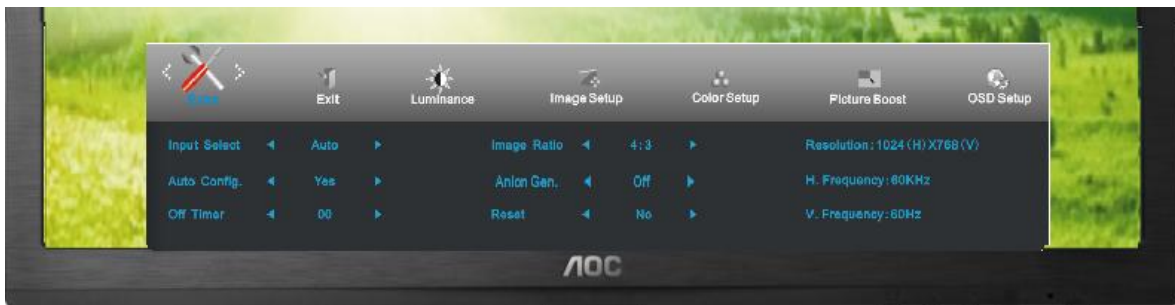 Extra Exit Luminance Image Setup Color Setup Picture Boost OSD Setup
Input Select Auto Image Ratio 4:3 Resolution : 1024 (H) X768 (V)
Auto Config. Yes Anion Gen. Off H. Frequency : 60KHz
Off Timer 00 Reset No V. Frequency : 60Hz
AOC